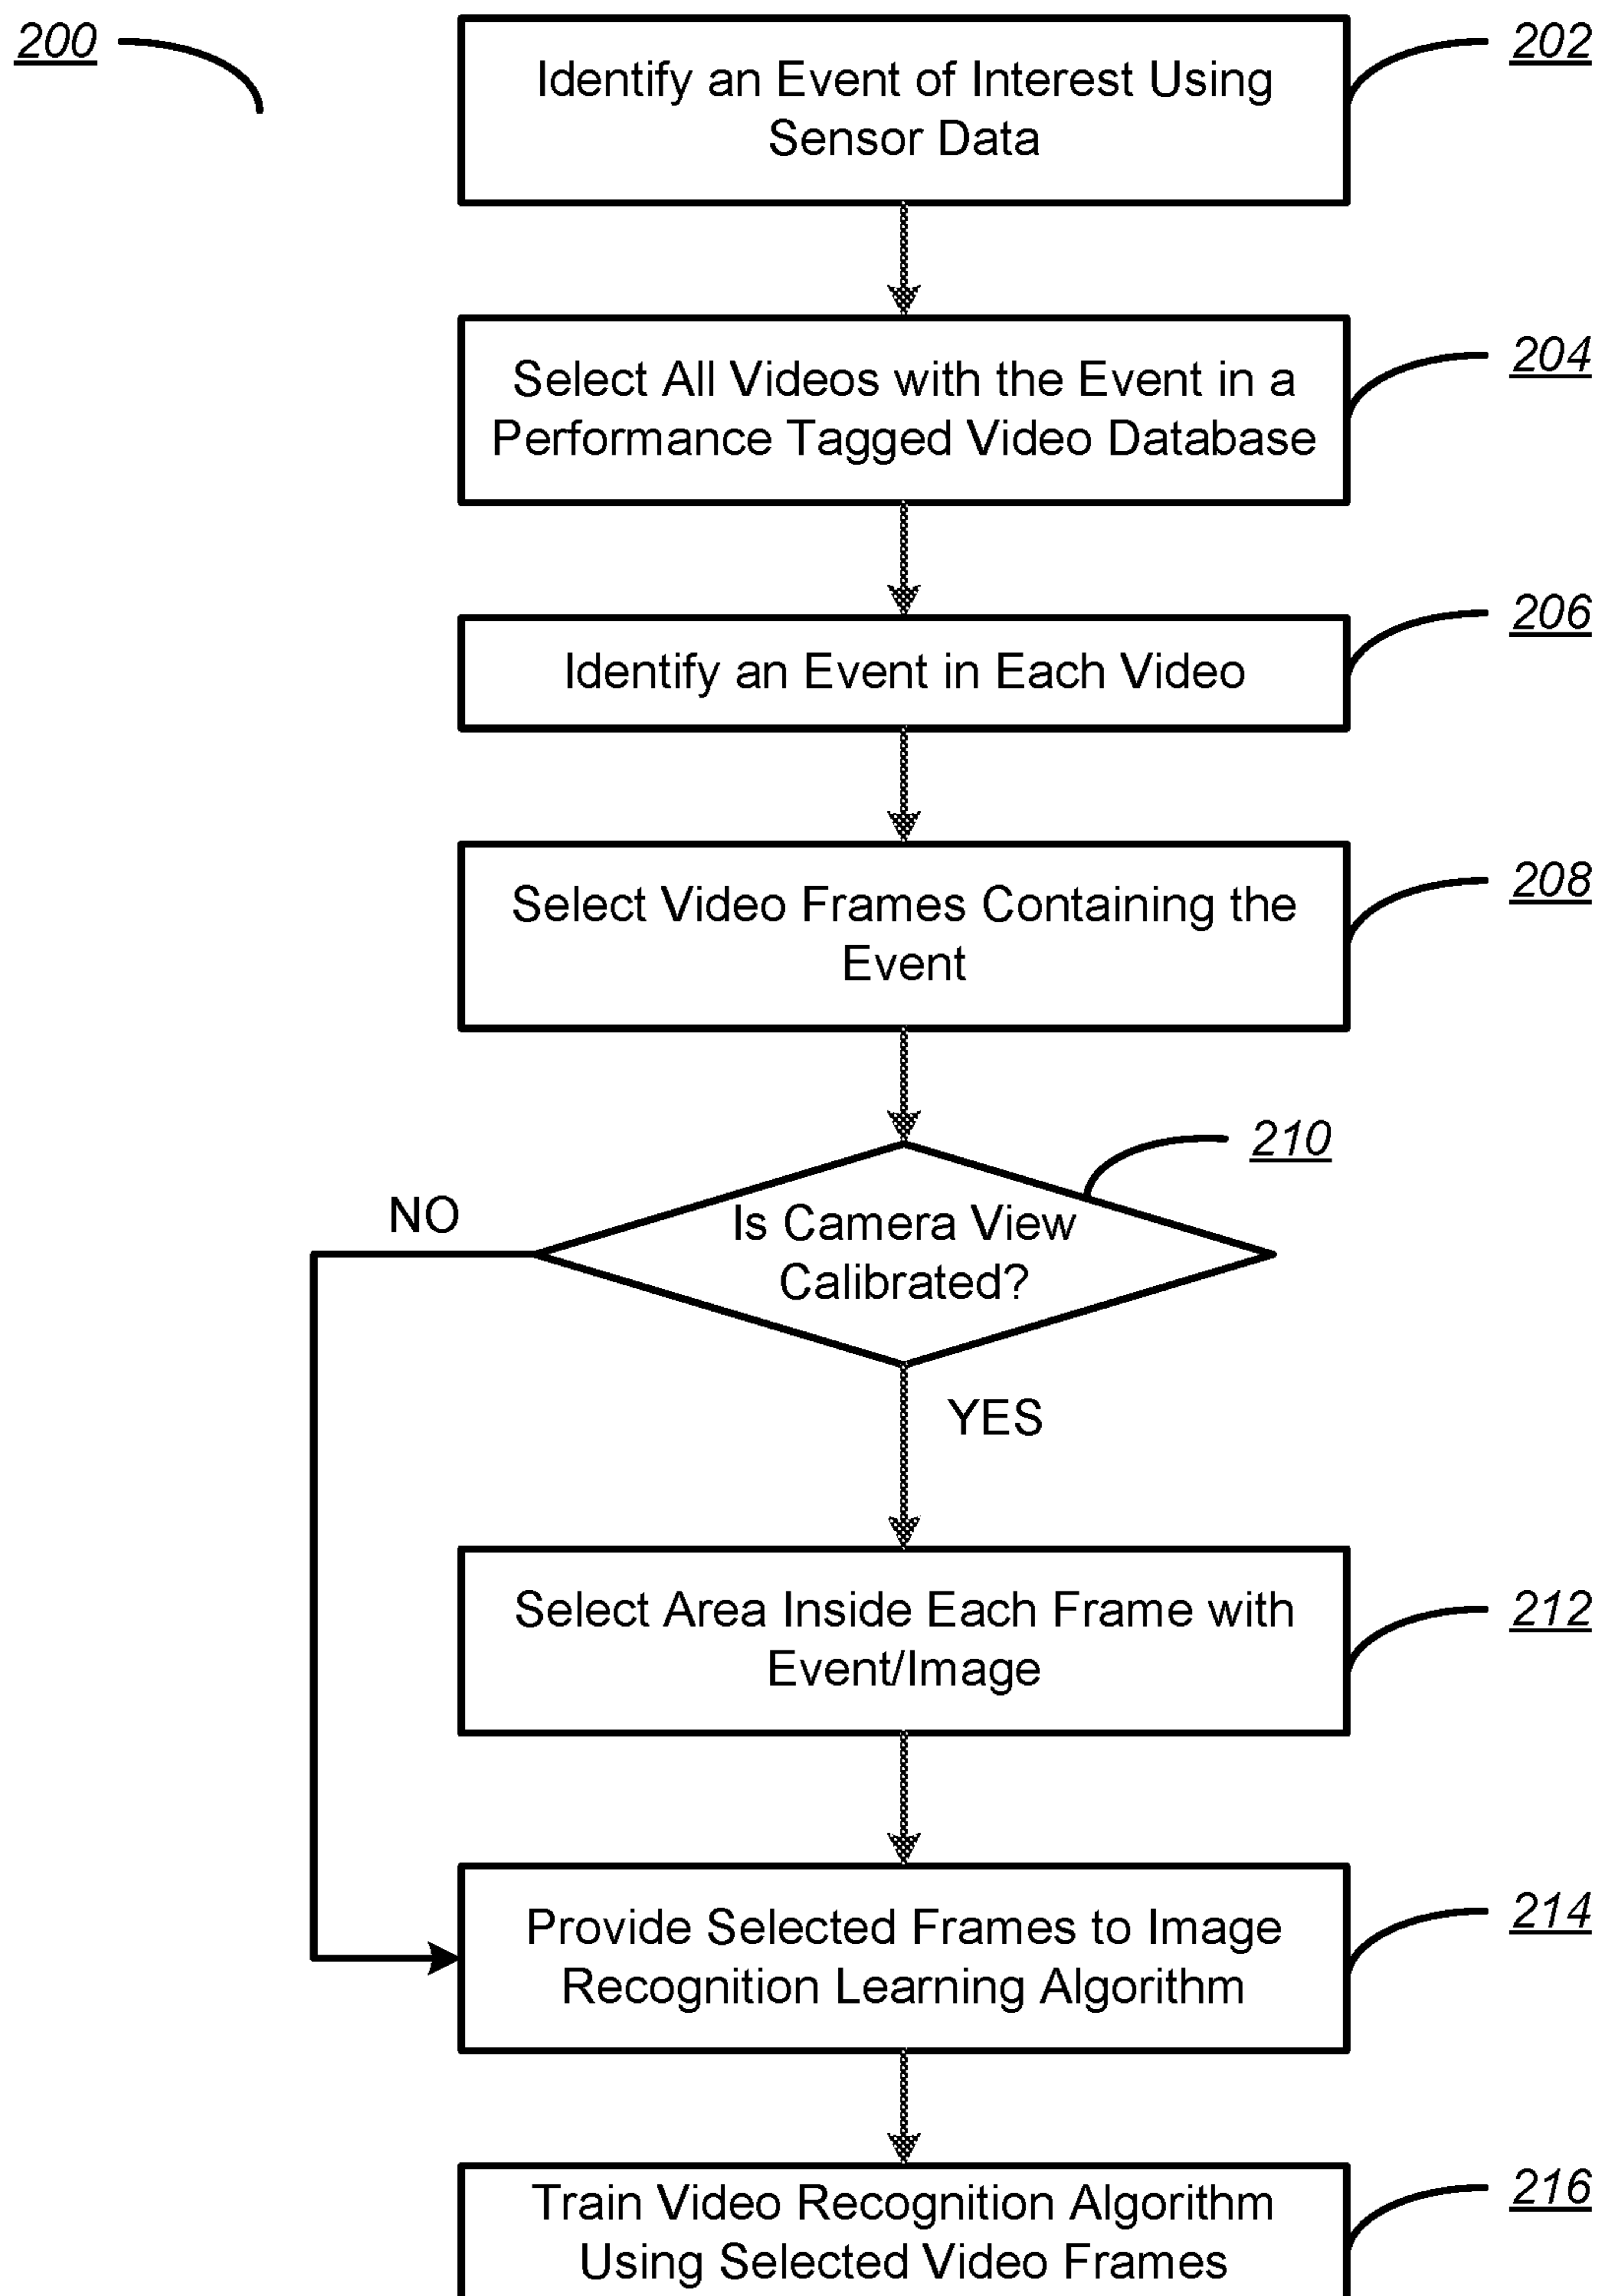 200
202
Identify an Event of Interest Using
Sensor Data
204
Select All Videos with the Event in a
Performance Tagged Video Database
206
Identify an Event in Each Video
208
Select Video Frames Containing the
Event
210
NO
Is Camera View
Calibrated?
YES
212
Select Area Inside Each Frame with
Event/Image
214
Provide Selected Frames to Image
Recognition Learning Algorithm
216
Train Video Recognition Algorithm
Using Selected Video Frames